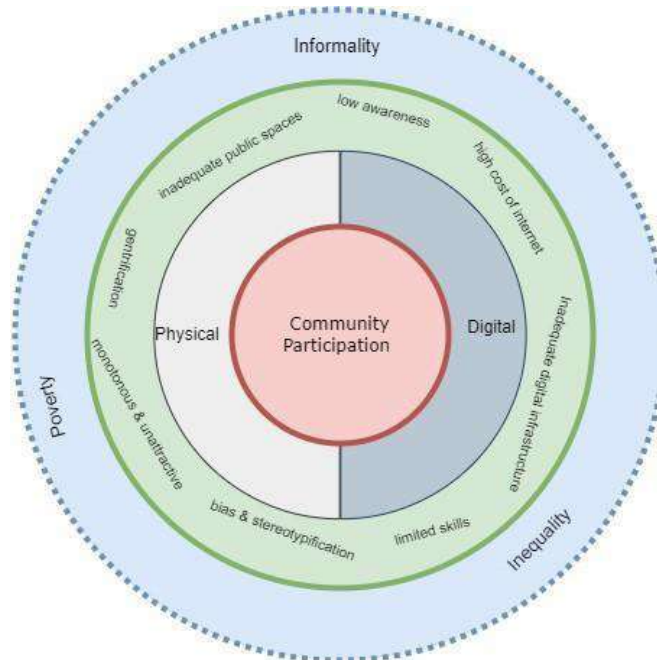 Informality
low awareness
inadequate public spaces
high cost of internet
gentrification
Physical
Community
Participation
Digital
Inadequate digital infrastructure
monotonous & unattractive
Poverty
bias & stereotypification
limited skills
Inequality